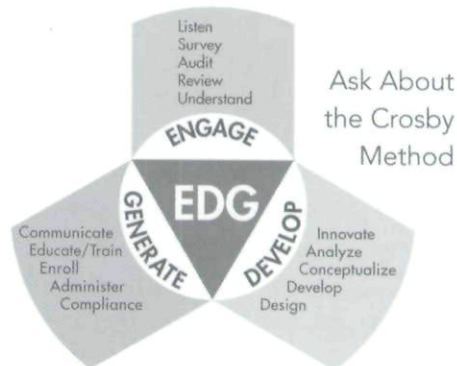 Listen
Survey
Audit
Review
Understand
ENGAGE
Ask About
the Crosby
Method
EDG
GENERATE
DEVELOP
Communicate
Educate/Train
Enroll
Administer
Compliance
Innovate
Analyze
Conceptualize
Develop
Design